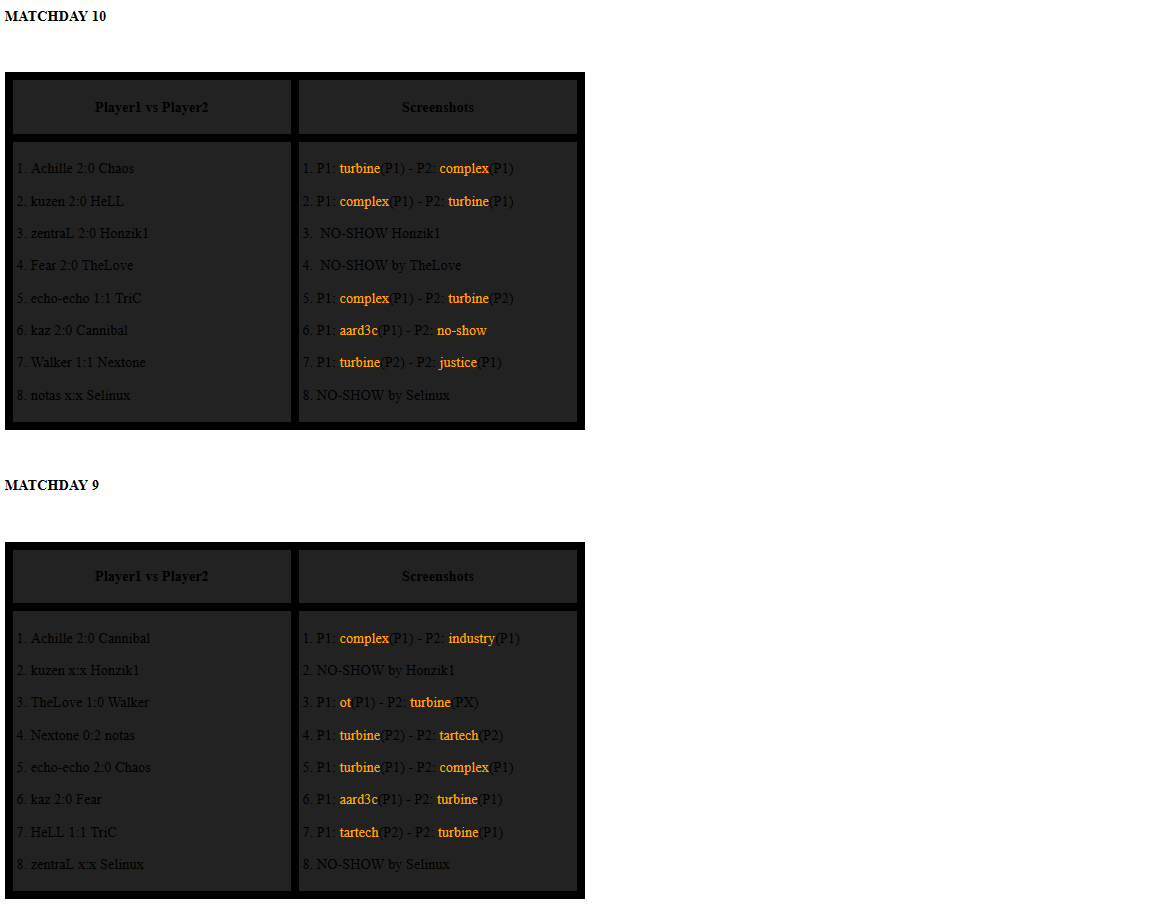 MATCHDAY 10
Player1 vs Player2 Screenshots
1. Achille 2:0 Chaos 1. P1: turbine(P1) - P2: complex(P1)
2. kuzen 2:0 HeLL 2. P1: complex(P1) - P2: turbine(P1)
3. zentraL 2:0 Honzik1 3. NO-SHOW Honzik1
4. Fear 2:0 TheLove 4. NO-SHOW by TheLove
5. echo-echo 1:1 TriC 5. P1: complex(P1) - P2: turbine(P2)
6. kaz 2:0 Cannibal 6. P1: aard3c(P1) - P2: no-show
7. Walker 1:1 Nextone 7. P1: turbine(P2) - P2: justice(P1)
8. notas x:x Selinux 8. NO-SHOW by Selinux
MATCHDAY 9
Player1 vs Player2 Screenshots
1. Achille 2:0 Cannibal 1. P1: complex(P1) - P2: industry(P1)
2. kuzen x:x Honzik1 2. NO-SHOW by Honzik1
3. TheLove 1:0 Walker 3. P1: ot(P1) - P2: turbine(PX)
4. Nextone 0:2 notas 4. P1: turbine(P2) - P2: tartech(P2)
5. echo-echo 2:0 Chaos 5. P1: turbine(P1) - P2: complex(P1)
6. kaz 2:0 Fear 6. P1: aard3c(P1) - P2: turbine(P1)
7. HeLL 1:1 TriC 7. P1: tartech(P2) - P2: turbine(P1)
8. zentraL x:x Selinux 8. NO-SHOW by Selinux